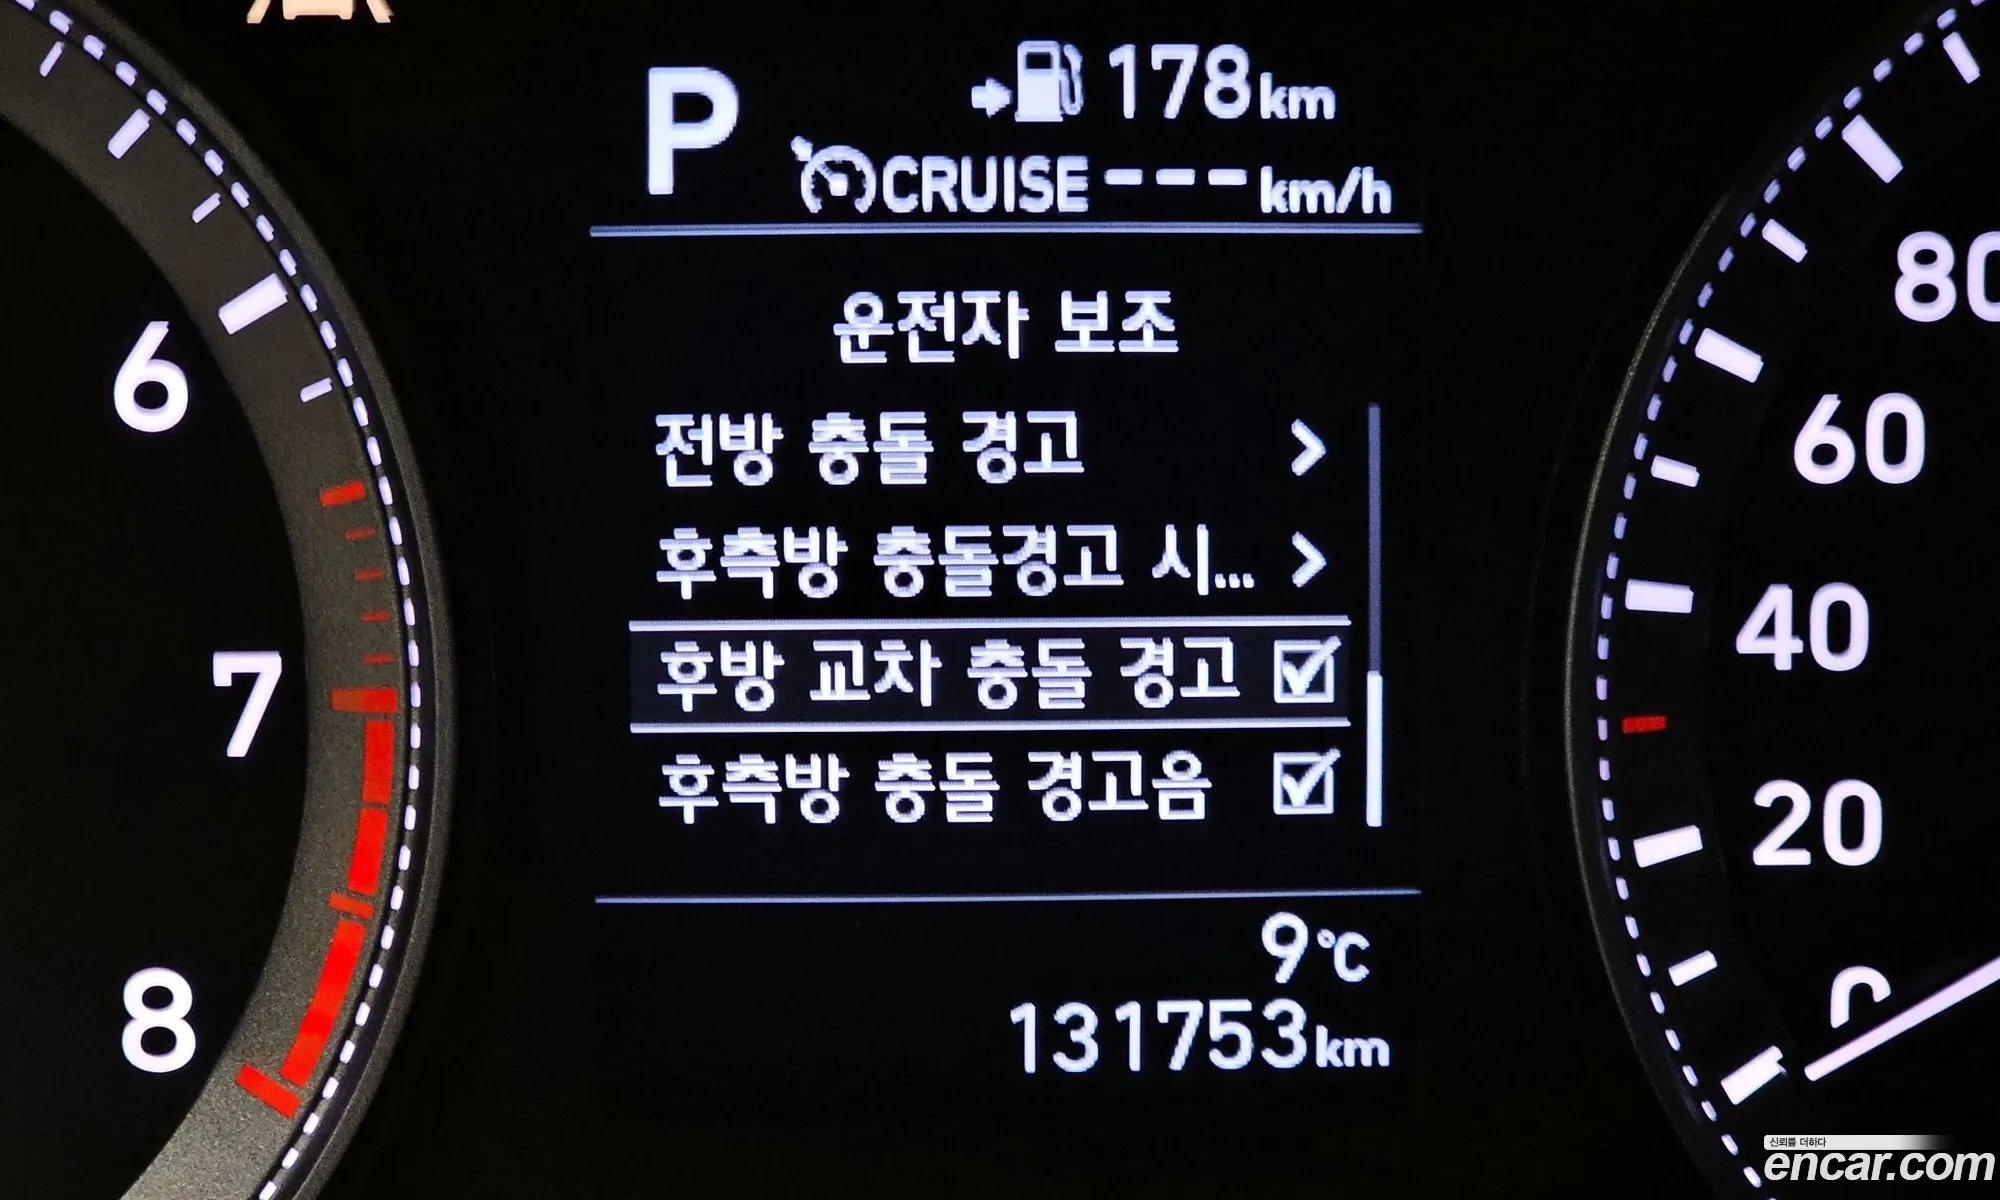 P
178km
CRUISE ---km/h
운전자 보조
전방 충돌 경고 >
후측방 충돌경고 시... >
후방 교차 충돌 경고
후측방 충돌 경고음
9℃
131753km
6
7
8
80
60
40
20
0
신뢰를 더하다
encar.com